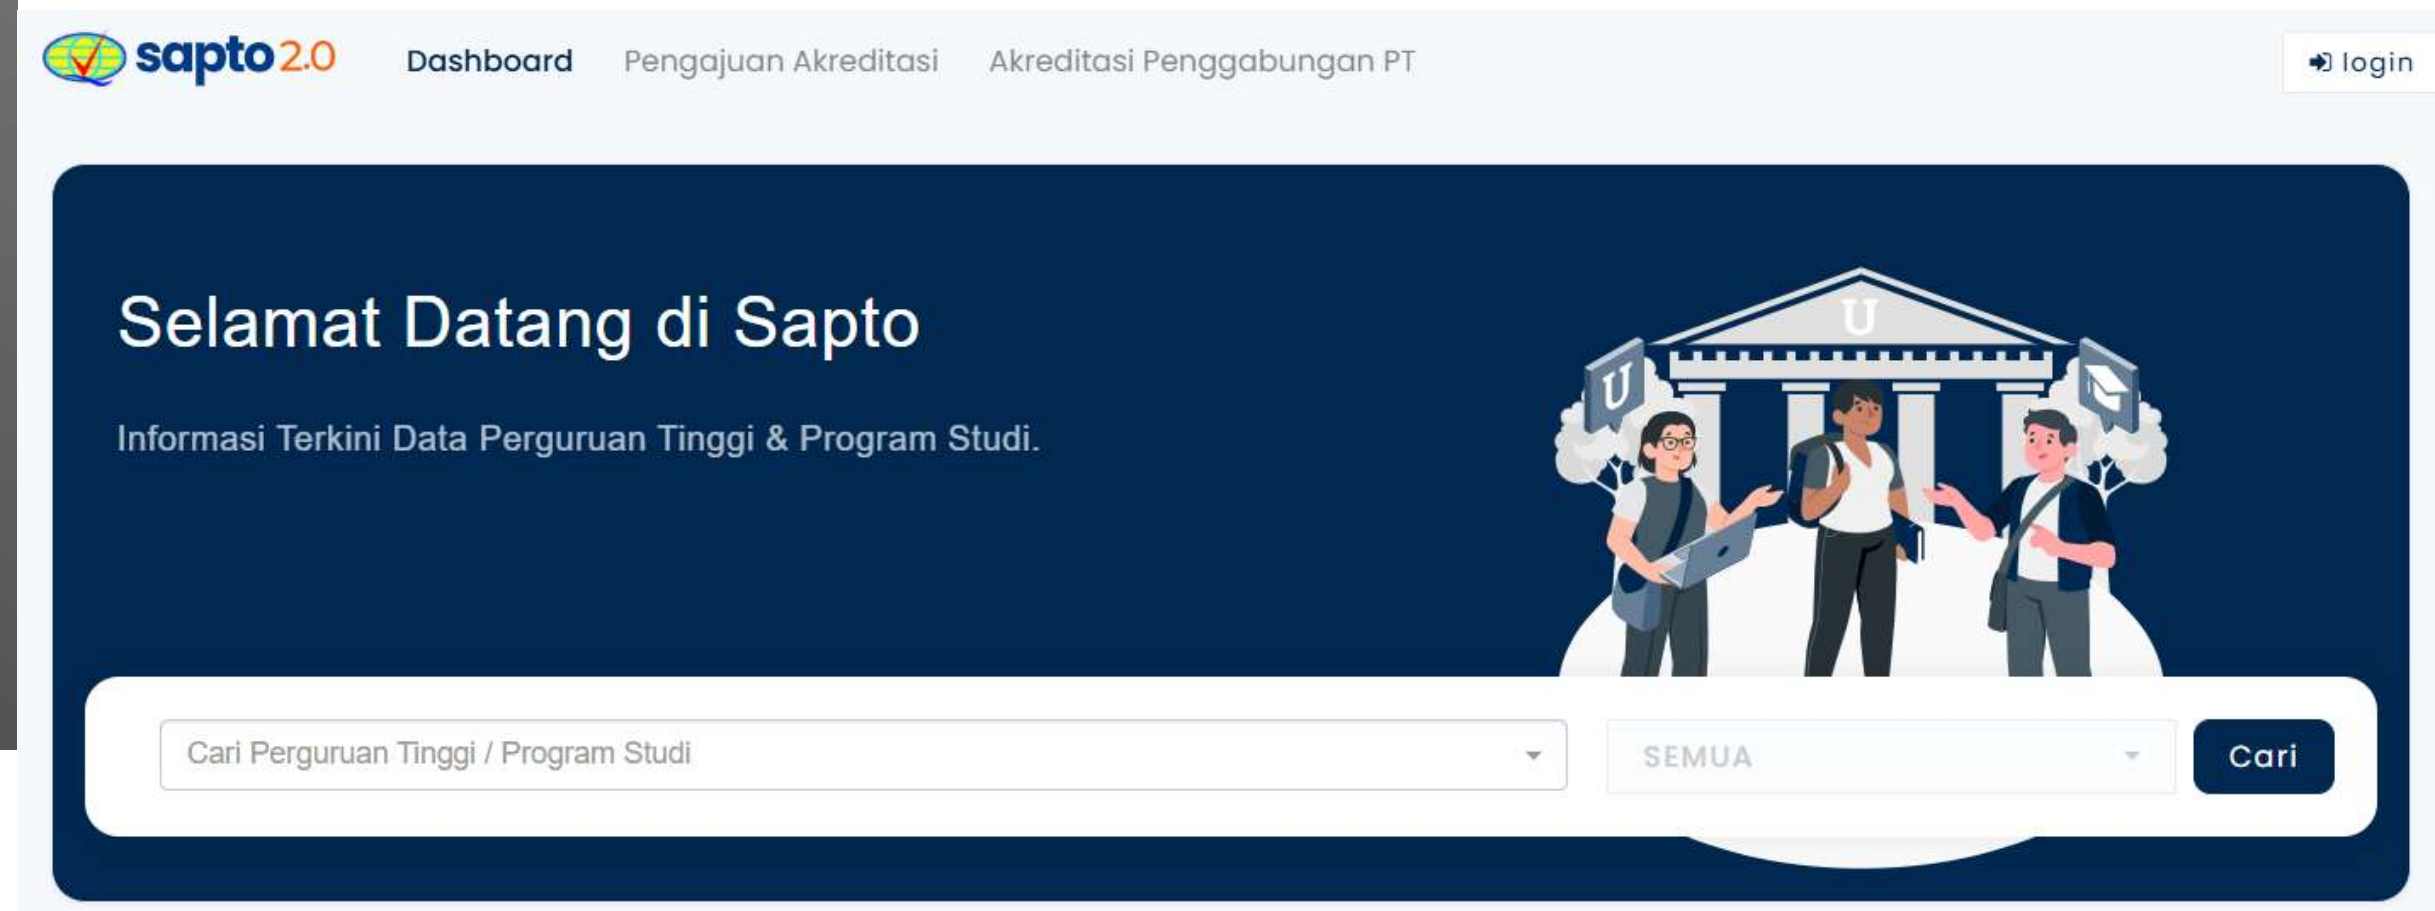 sapto 2.0
Dashboard
Pengajuan Akreditasi
Akreditasi Penggabungan PT
login
Selamat Datang di Sapto
Informasi Terkini Data Perguruan Tinggi & Program Studi.
U
U
Cari Perguruan Tinggi / Program Studi
SEMUA
Cari